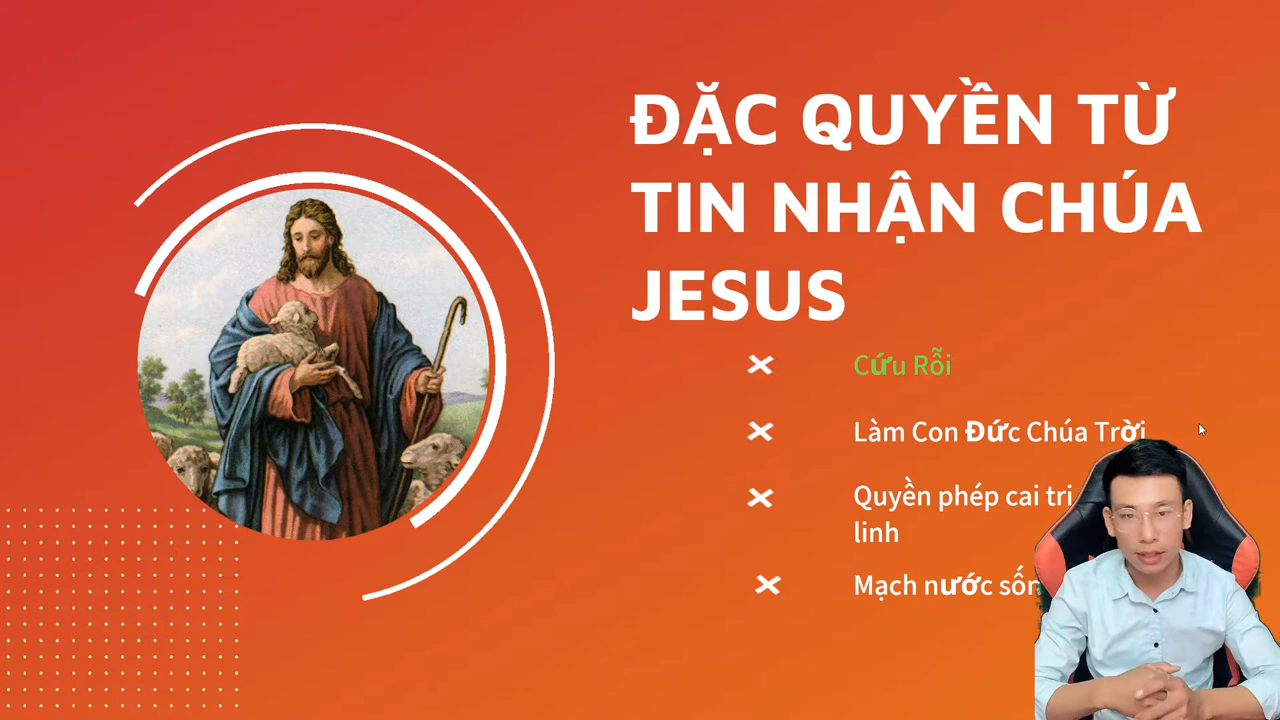 ĐẶC QUYỀN TỪ
TIN NHẬN CHÚA
JESUS
Cứu Rỗi
Làm Con Đức Chúa Trời
Quyền phép cai trị
linh
Mạch nước